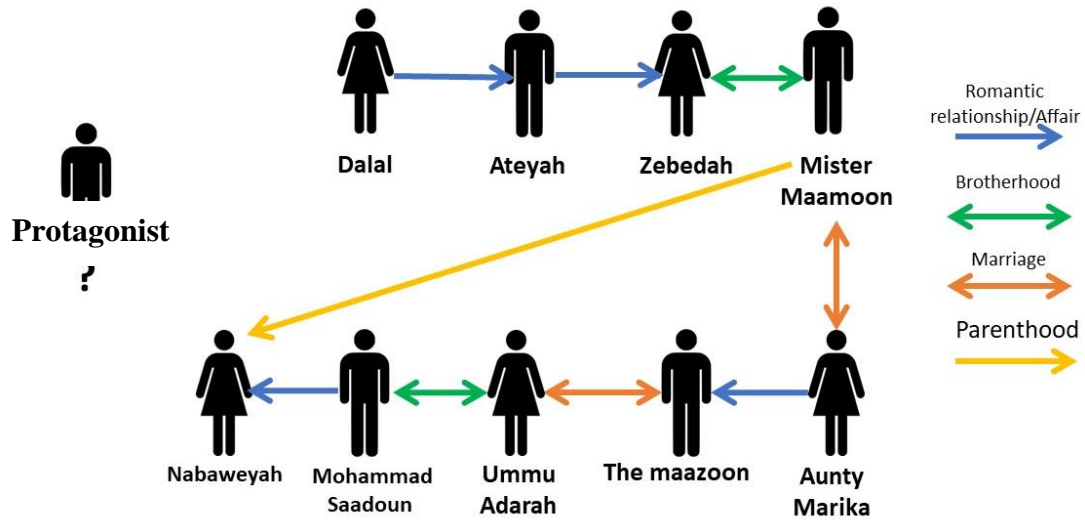 Dalal
Ateyah
Zebedah
Mister
Maamoon
Romantic
relationship/Affair
Brotherhood
Marriage
Parenthood
Protagonist
?
Nabaweyah
Mohammad
Saadoun
Ummu
Adarah
The maazoon
Aunty
Marika